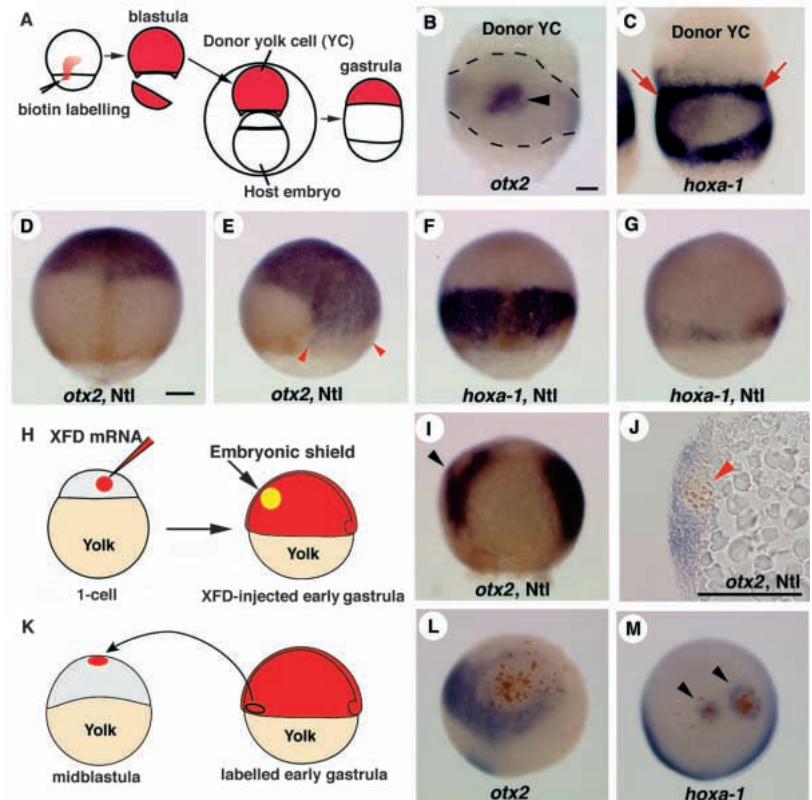 A
blastula
Donor yolk cell (YC)
gastrula
biotin labelling
Host embryo
B
Donor YC
otx2
C
Donor YC
hoxa-1
D
otx2, Ntl
E
otx2, Ntl
F
hoxa-1, Ntl
G
hoxa-1, Ntl
H
XFD mRNA
Embryonic shield
Yolk
Yolk
1-cell
XFD-injected early gastrula
I
otx2, Ntl
J
otx2, Ntl
K
Yolk
Yolk
midblastula
labelled early gastrula
L
otx2
M
hoxa-1